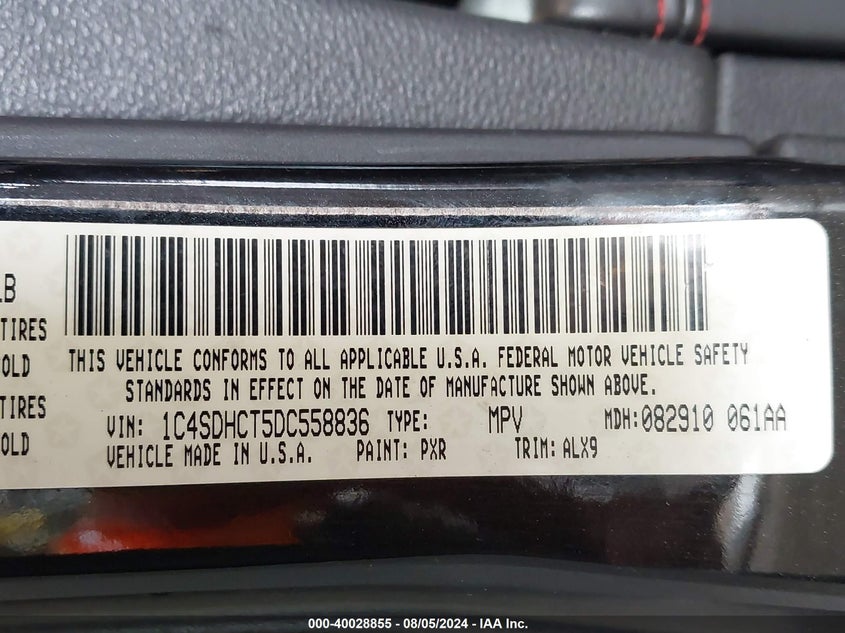 LB
TIRES
COLD
TIRES
COLD
THIS VEHICLE CONFORMS TO ALL APPLICABLE U.S.A. FEDERAL MOTOR VEHICLE SAFETY
STANDARDS IN EFFECT ON THE DATE OF MANUFACTURE SHOWN ABOVE.
VIN: 1C4SDHCT5DC558836 TYPE: MPV MDH:082910 061AA
VEHICLE MADE IN U.S.A. PAINT: PXR TRIM: ALX9
000-40028855 - 08/05/2024 - IAA Inc.